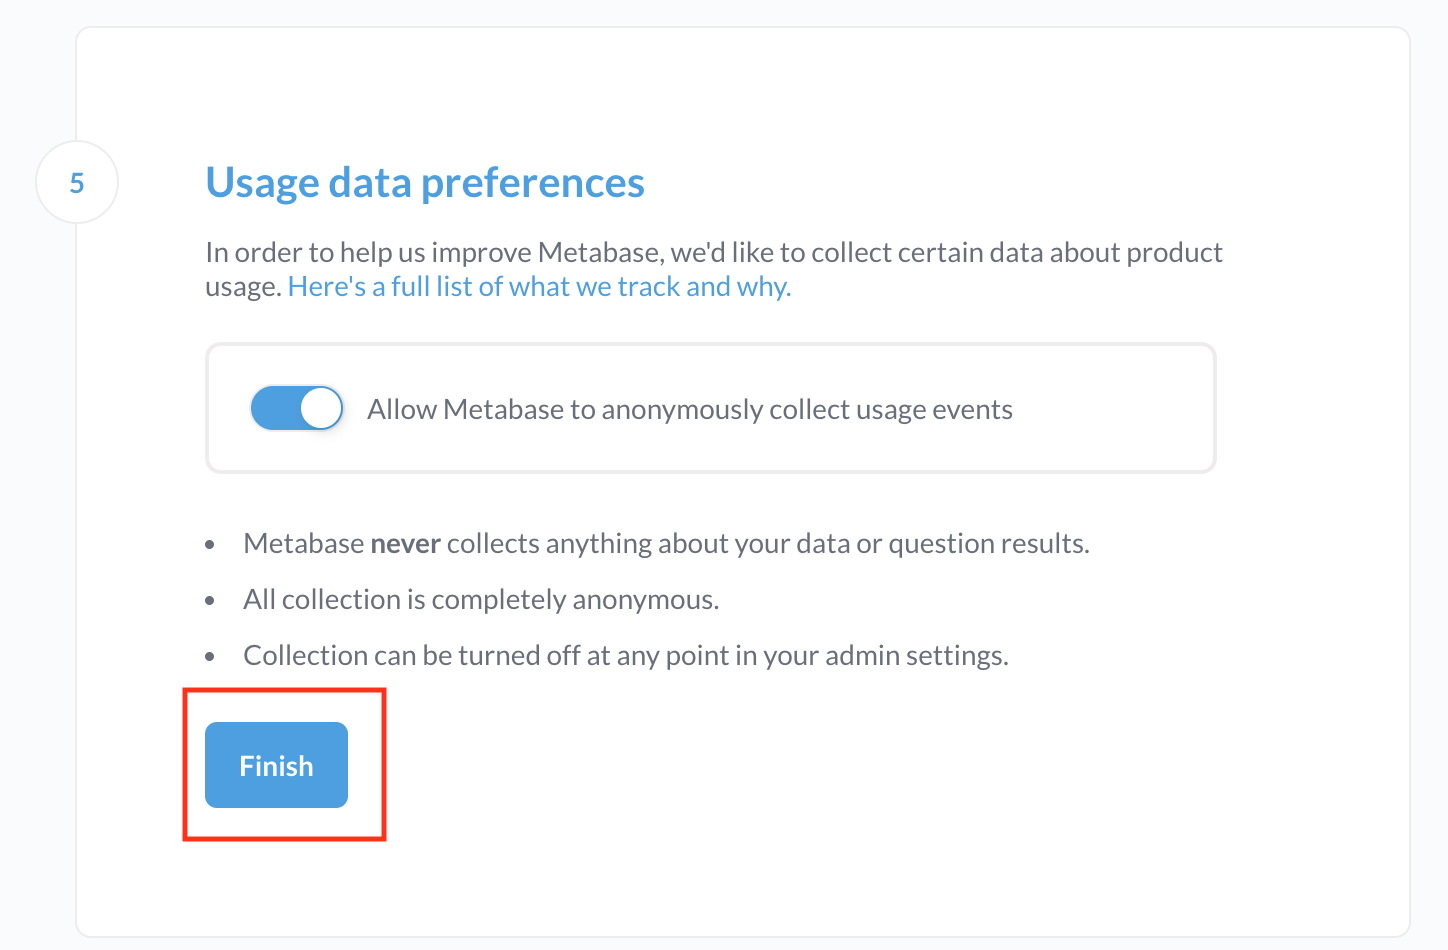 5
Usage data preferences
In order to help us improve Metabase, we'd like to collect certain data about product
usage. Here's a full list of what we track and why.
Allow Metabase to anonymously collect usage events
• Metabase never collects anything about your data or question results.
• All collection is completely anonymous.
• Collection can be turned off at any point in your admin settings.
Finish